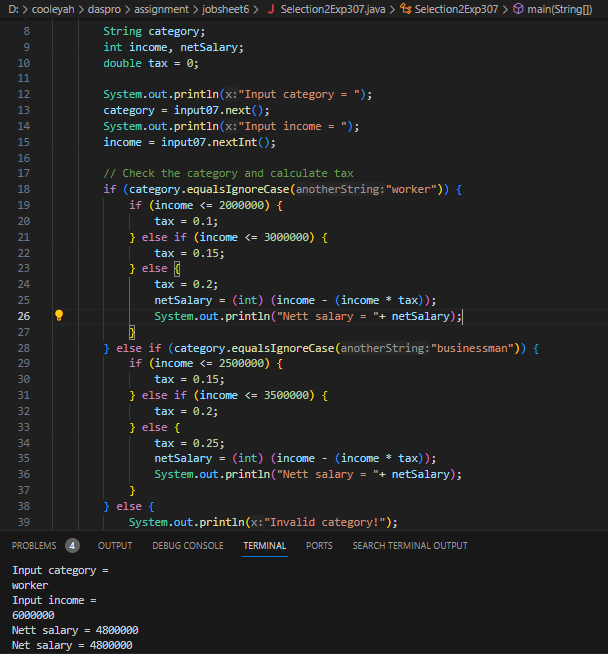 D: > cooleyah > daspro > assignment > jobsheet6 > J Selection2Exp307.java > Selection2Exp307 > main(String[])
8 String category;
9 int income, netSalary;
10 double tax = 0;
11
12 System.out.println(x:"Input category = ");
13 category = input07.next();
14 System.out.println(x:"Input income = ");
15 income = input07.nextInt();
16
17 // Check the category and calculate tax
18 if (category.equalsIgnoreCase(anotherString:"worker")) {
19 if (income <= 2000000) {
20 tax = 0.1;
21 } else if (income <= 3000000) {
22 tax = 0.15;
23 } else {
24 tax = 0.2;
25 netSalary = (int) (income - (income * tax));
26 System.out.println("Nett salary = "+ netSalary);
27 }
28 } else if (category.equalsIgnoreCase(anotherString:"businessman")) {
29 if (income <= 2500000) {
30 tax = 0.15;
31 } else if (income <= 3500000) {
32 tax = 0.2;
33 } else {
34 tax = 0.25;
35 netSalary = (int) (income - (income * tax));
36 System.out.println("Nett salary = "+ netSalary);
37 }
38 } else {
39 System.out.println(x:"Invalid category!");
PROBLEMS 4 OUTPUT DEBUG CONSOLE TERMINAL PORTS SEARCH TERMINAL OUTPUT
Input category =
worker
Input income =
6000000
Nett salary = 4800000
Net salary = 4800000